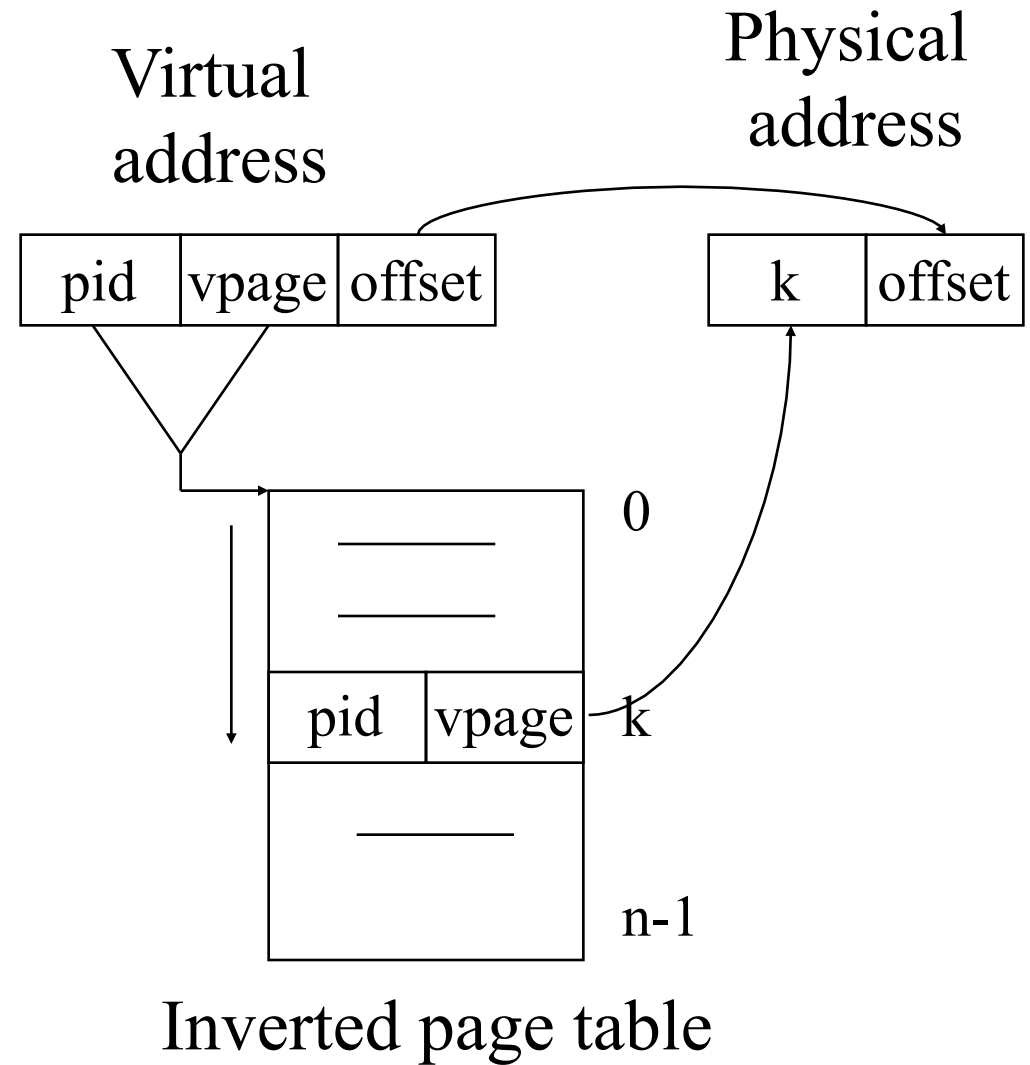 Virtual
address
Physical
address
pid vpage offset
k offset
0
pid vpage k
n-1
Inverted page table